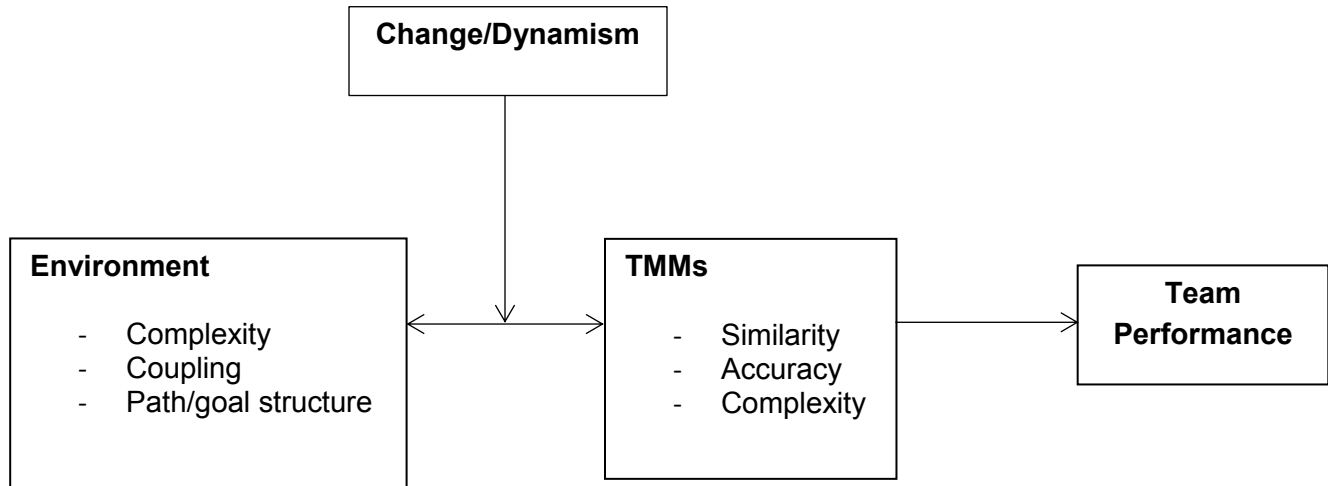 Change/Dynamism
Environment
- Complexity
- Coupling
- Path/goal structure
TMMs
- Similarity
- Accuracy
- Complexity
Team
Performance